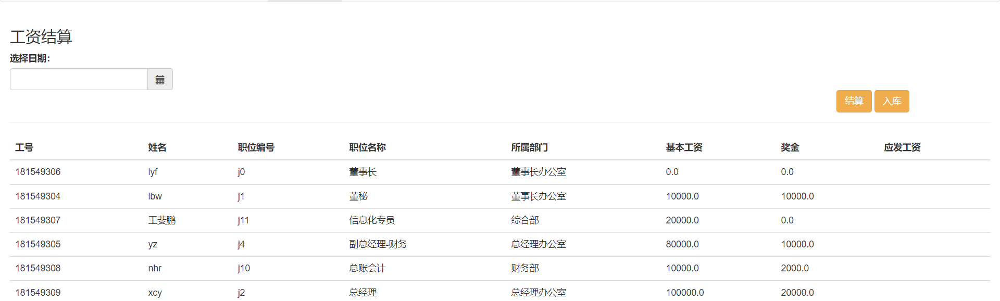 工资结算
选择日期：
结算 入库
工号 姓名 职位编号 职位名称 所属部门 基本工资 奖金 应发工资
181549306 lyf j0 董事长 董事长办公室 0.0 0.0
181549304 lbw j1 董秘 董事长办公室 10000.0 10000.0
181549307 王斐鹏 j11 信息化专员 综合部 20000.0 0.0
181549305 yz j4 副总经理-财务 总经理办公室 80000.0 10000.0
181549308 nhr j10 总账会计 财务部 10000.0 2000.0
181549309 xcy j2 总经理 总经理办公室 100000.0 20000.0